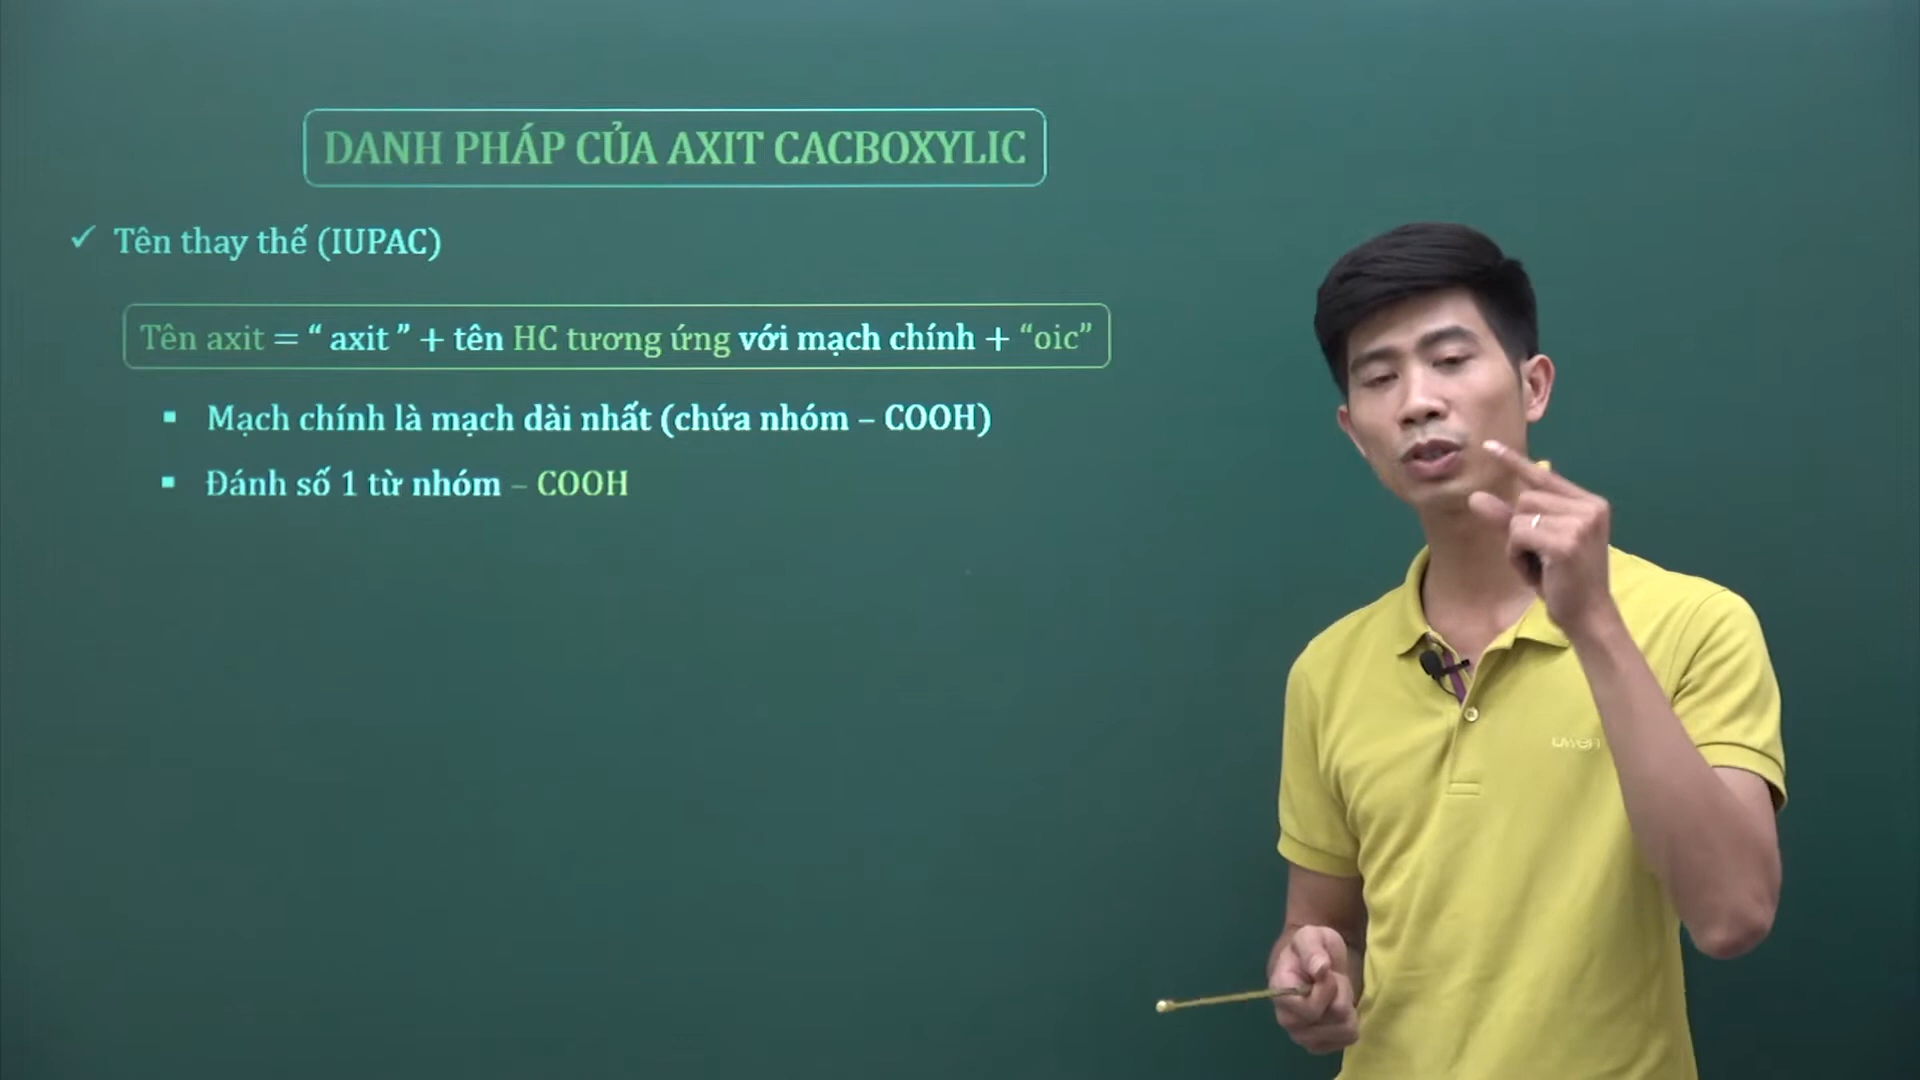 DANH PHÁP CỦA AXIT CACBOXYLIC
✓ Tên thay thế (IUPAC)
Tên axit = “ axit ” + tên HC tương ứng với mạch chính + “oic”
▪ Mạch chính là mạch dài nhất (chứa nhóm – COOH)
▪ Đánh số 1 từ nhóm – COOH